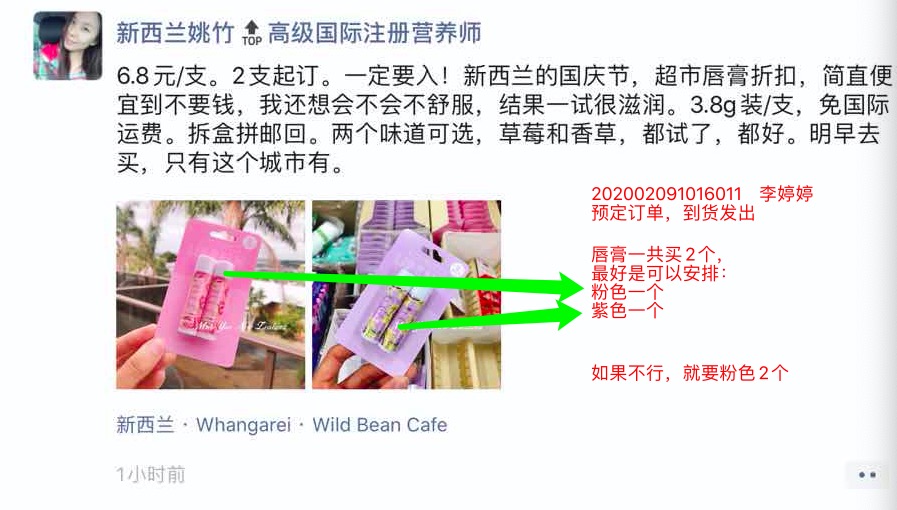 新西兰姚竹 TOP 高级国际注册营养师
6.8元/支。2支起订。一定要入！新西兰的国庆节，超市唇膏折扣，简直便
宜到不要钱，我还想会不会不舒服，结果一试很滋润。3.8g装/支，免国际
运费。拆盒拼邮回。两个味道可选，草莓和香草，都试了，都好。明早去
买，只有这个城市有。
202002091016011 李婷婷
预定订单，到货发出
唇膏一共买2个，
最好是可以安排：
粉色一个
紫色一个
如果不行，就要粉色2个
新西兰 · Whangarei · Wild Bean Cafe
1小时前